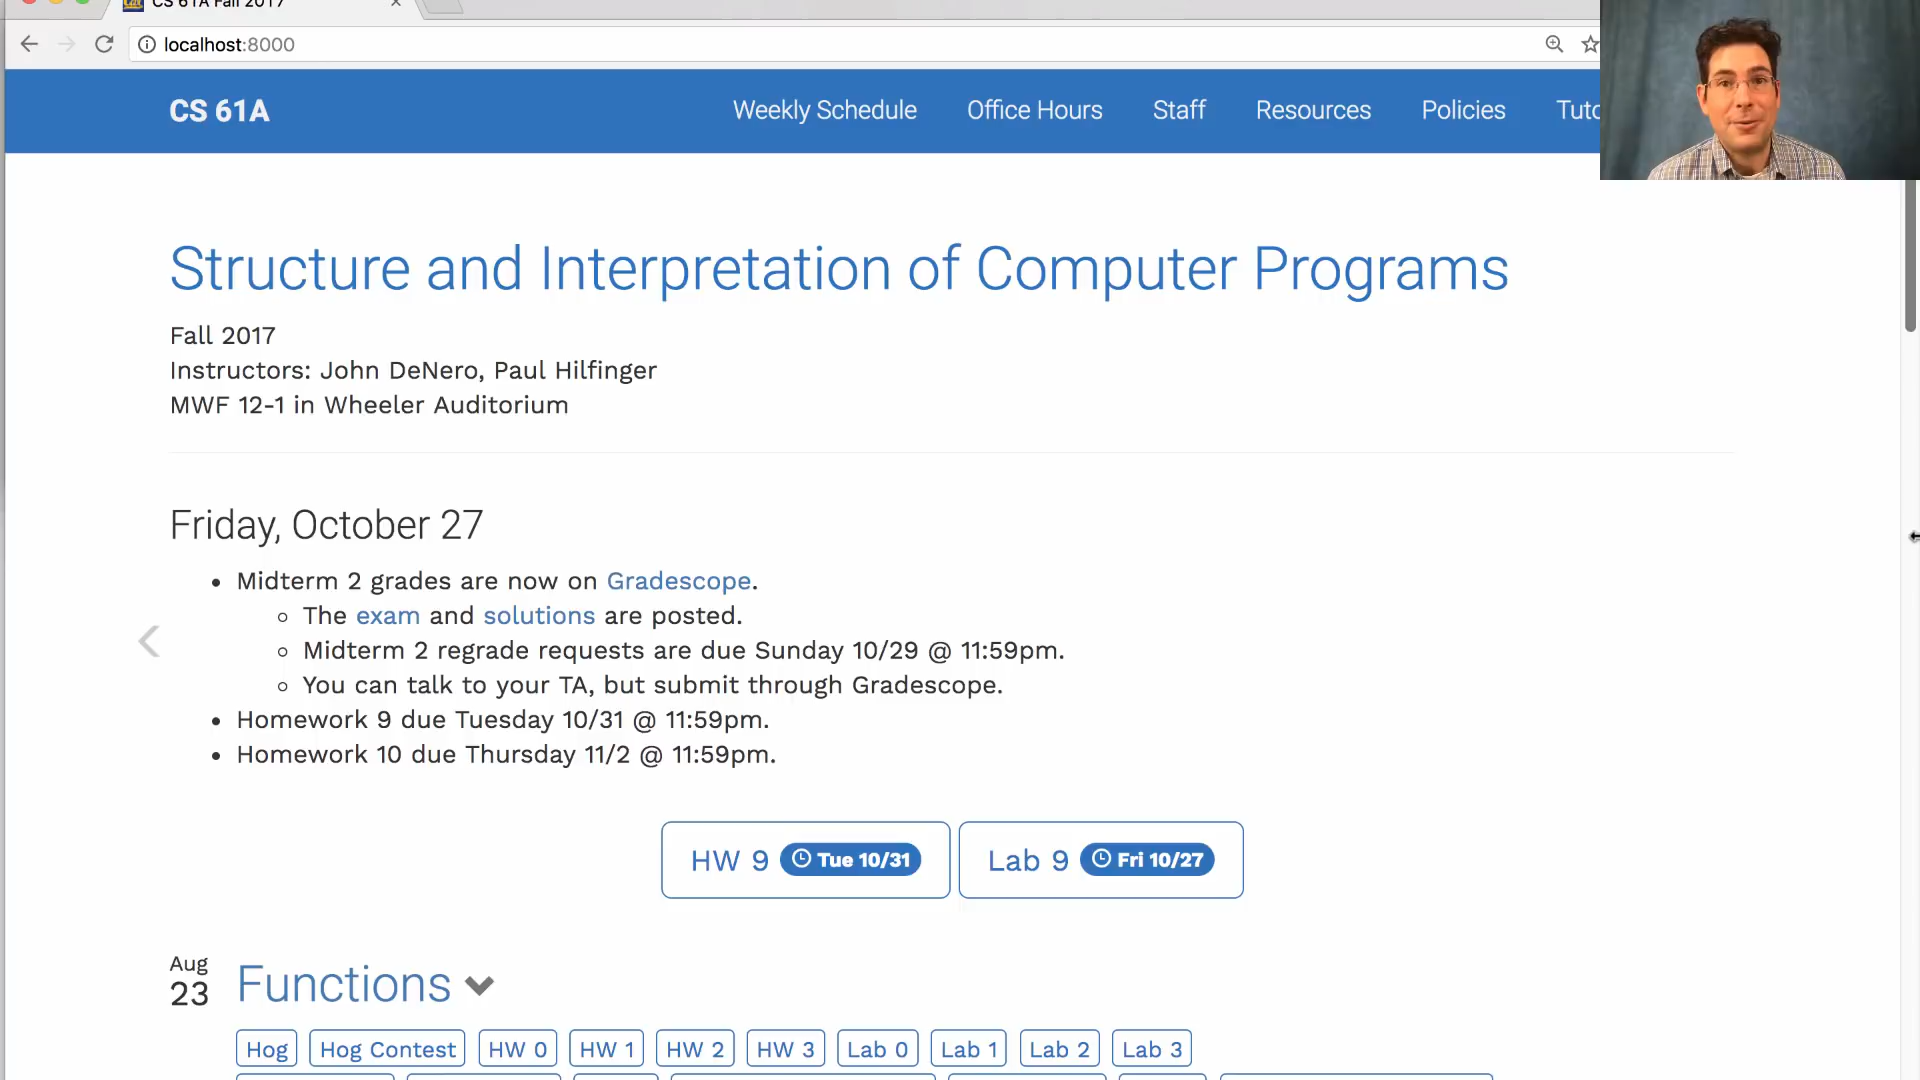 CS 61A Fall 2017
localhost:8000
CS 61A Weekly Schedule Office Hours Staff Resources Policies
Structure and Interpretation of Computer Programs
Fall 2017
Instructors: John DeNero, Paul Hilfinger
MWF 12-1 in Wheeler Auditorium
Friday, October 27
Midterm 2 grades are now on Gradescope.
The exam and solutions are posted.
Midterm 2 regrade requests are due Sunday 10/29 @ 11:59pm.
You can talk to your TA, but submit through Gradescope.
Homework 9 due Tuesday 10/31 @ 11:59pm.
Homework 10 due Thursday 11/2 @ 11:59pm.
HW 9 Tue 10/31 Lab 9 Fri 10/27
Aug
23 Functions
Hog Hog Contest HW 0 HW 1 HW 2 HW 3 Lab 0 Lab 1 Lab 2 Lab 3